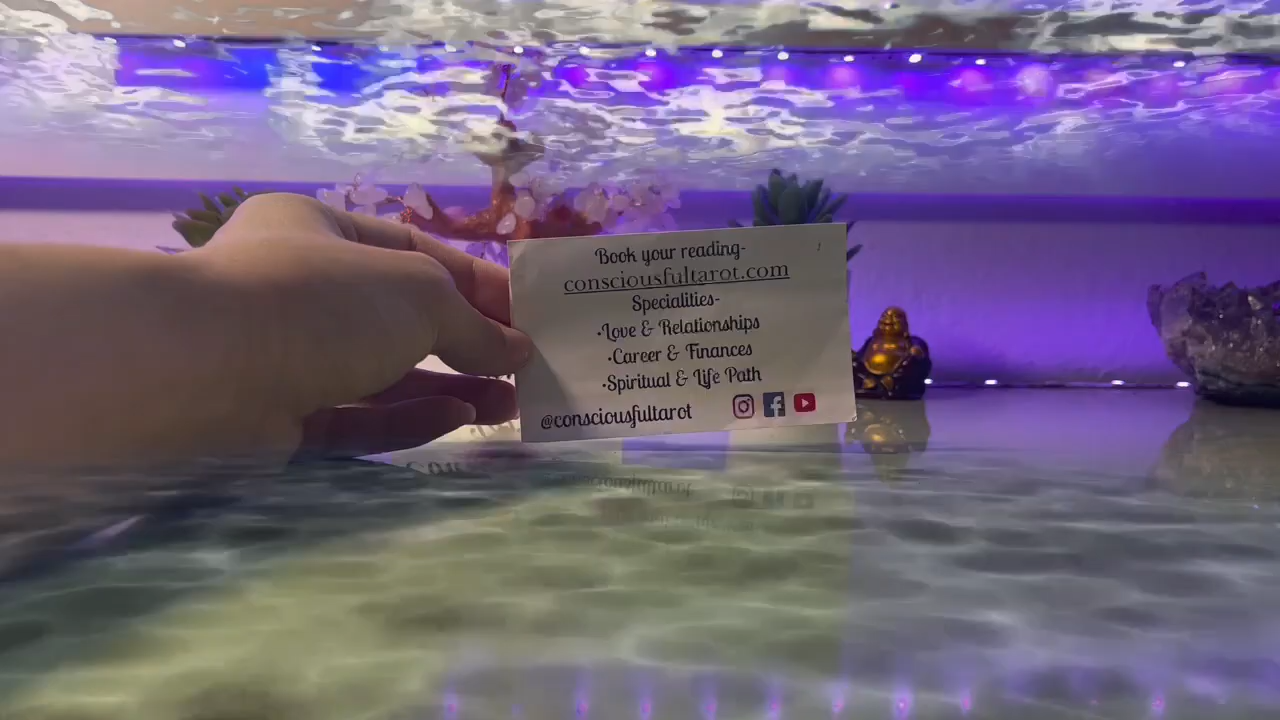 Book your reading-
consciousfultarot.com
Specialities-
•Love & Relationships
•Career & Finances
•Spiritual & Life Path
@consciousfultarot